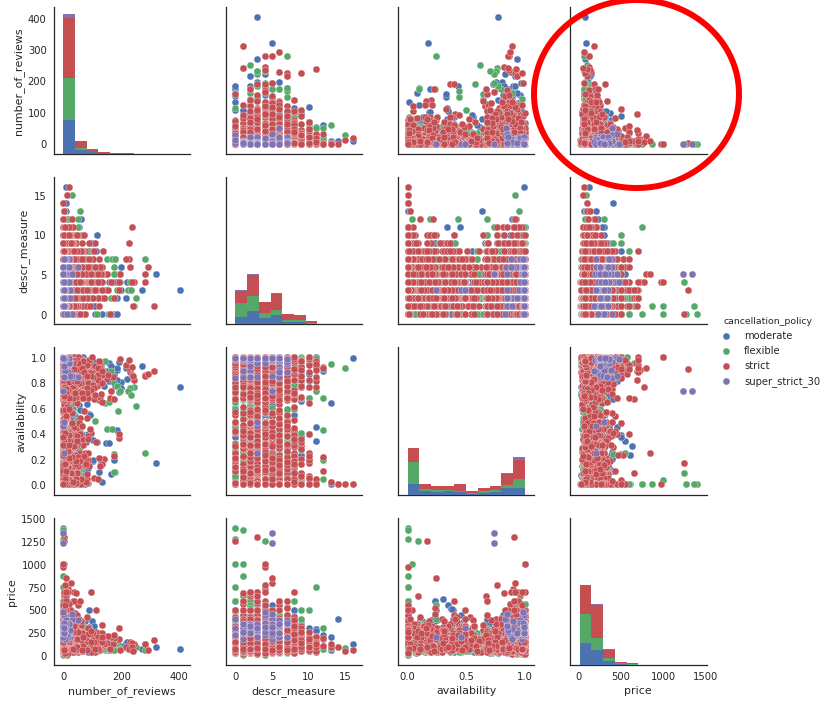 400
300
200
100
0
number_of_reviews
15
10
5
0
descr_measure
cancellation_policy
moderate
flexible
strict
super_strict_30
1.0
0.8
0.6
0.4
0.2
0.0
availability
1500
1250
1000
750
500
250
0
price
0 200 400
0 5 10 15
0.0 0.5 1.0
0 500 1000 1500
number_of_reviews
descr_measure
availability
price